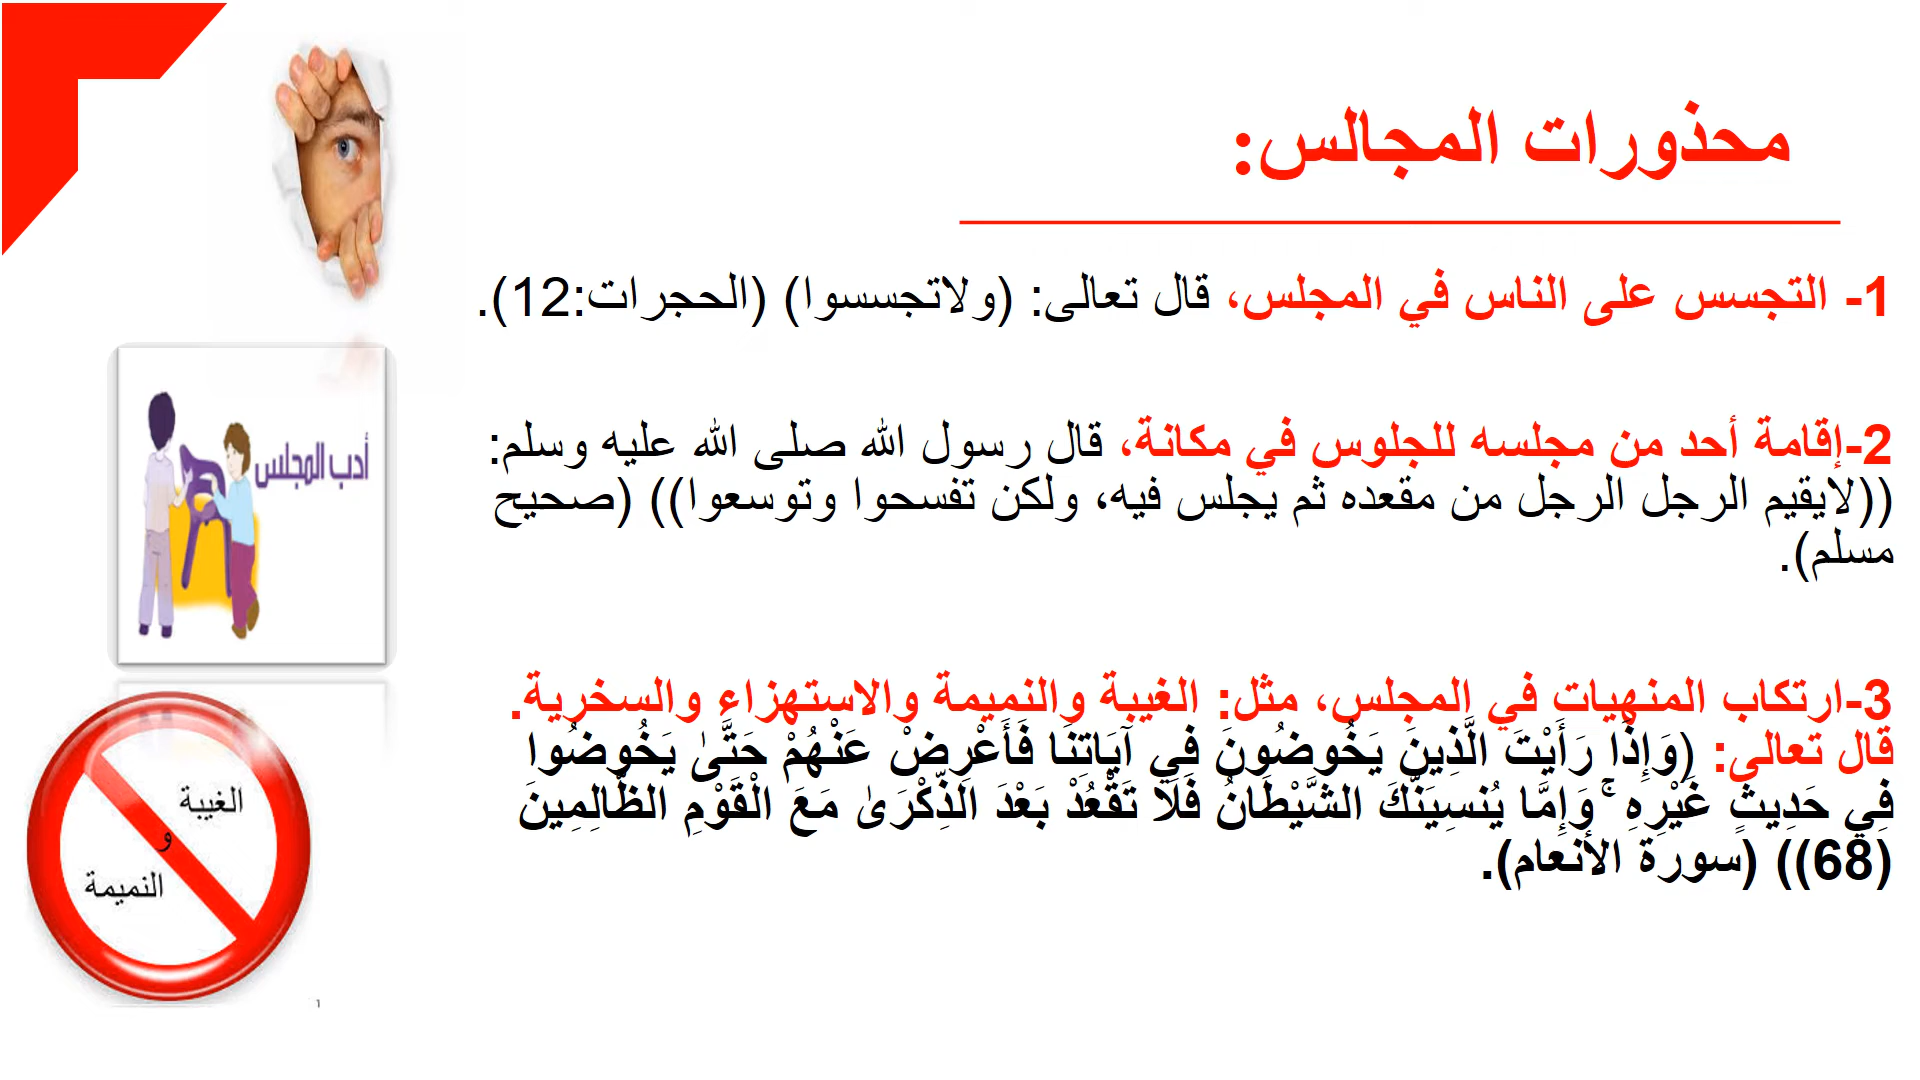 محذورات المجالس:
1- التجسس على الناس في المجلس، قال تعالى: (ولاتجسسوا) (الحجرات:12).
2-إقامة أحد من مجلسه للجلوس في مكانة، قال رسول الله صلى الله عليه وسلم:
((لايقيم الرجل الرجل من مقعده ثم يجلس فيه، ولكن تفسحوا وتوسعوا)) (صحيح
مسلم).
3-ارتكاب المنهيات في المجلس، مثل: الغيبة والنميمة والاستهزاء والسخرية.
قال تعالى: (وَإِذَا رَأَيْتَ الَّذِينَ يَخُوضُونَ فِي آيَاتِنَا فَأَعْرِضْ عَنْهُمْ حَتَّىٰ يَخُوضُوا
فِي حَدِيثٍ غَيْرِهِ ۚ وَإِمَّا يُنسِيَنَّكَ الشَّيْطَانُ فَلَا تَقْعُدْ بَعْدَ الذِّكْرَىٰ مَعَ الْقَوْمِ الظَّالِمِينَ
(68)) (سورة الأنعام).
أدب المجلس
الغيبة
و
النميمة
1